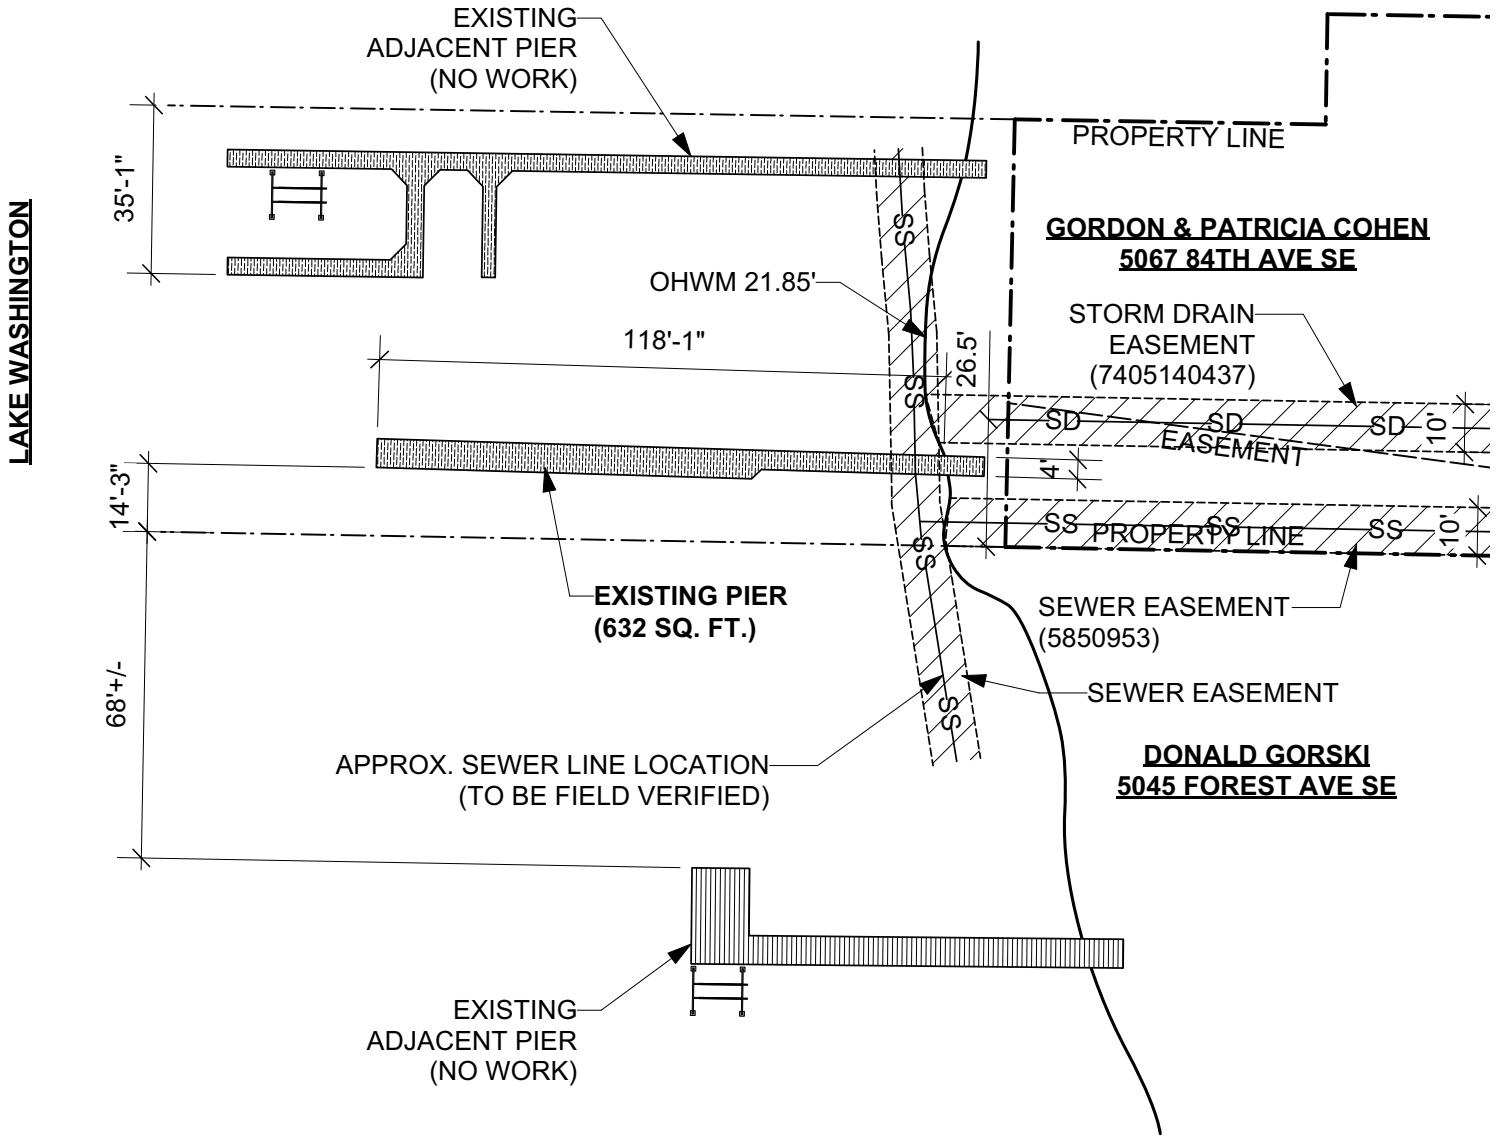 EXISTING
ADJACENT PIER
(NO WORK)
PROPERTY LINE
35'-1"
LAKE WASHINGTON
GORDON & PATRICIA COHEN
5067 84TH AVE SE
SS
OHWM 21.85'
STORM DRAIN
EASEMENT
(7405140437)
118'-1"
26.5'
SS
SD
SD
SD
10'
EASEMENT
4'
14'-3"
SS
SS
SS
10'
PROPERTY LINE
SS
EXISTING PIER
(632 SQ. FT.)
SEWER EASEMENT
(5850953)
68'+/-
SEWER EASEMENT
SS
APPROX. SEWER LINE LOCATION
(TO BE FIELD VERIFIED)
DONALD GORSKI
5045 FOREST AVE SE
EXISTING
ADJACENT PIER
(NO WORK)